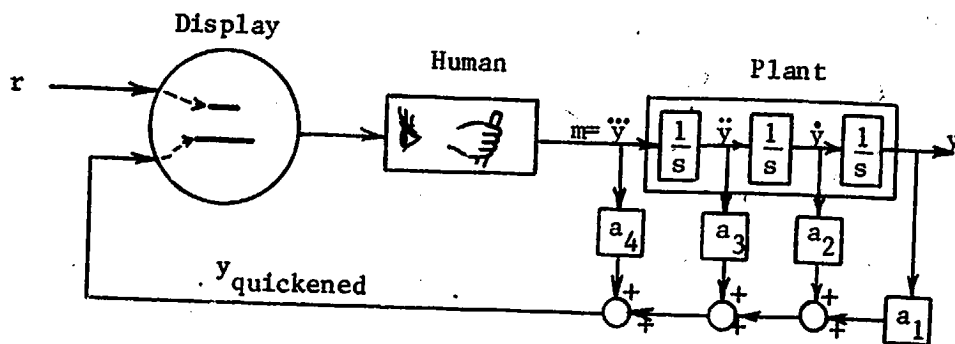 Display
Human
Plant
r
m= y⃛
1/s
ÿ
1/s
ẏ
1/s
y
a4
a3
a2
a1
yquickened
+
+
+
+
+
+